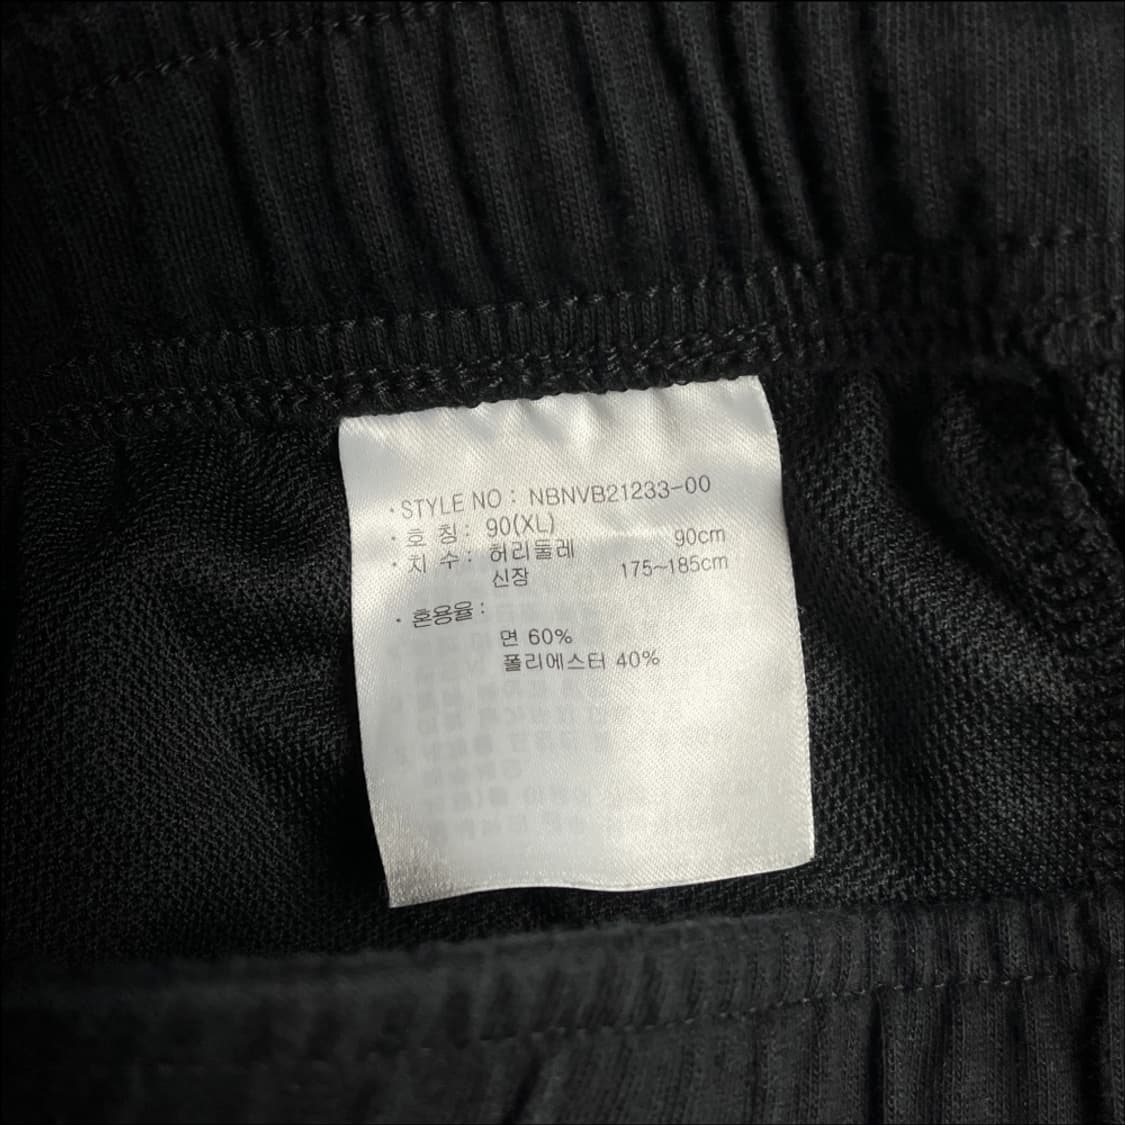 · STYLE NO : NBNVB21233-00
· 호 칭 : 90(XL)
· 치 수 : 허리둘레 90cm
신장 175~185cm
· 혼용율 :
면 60%
폴리에스터 40%